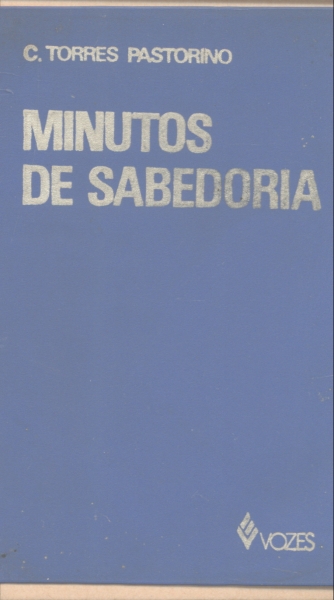 C. TORRES PASTORINO
MINUTOS
DE SABEDORIA
VOZES